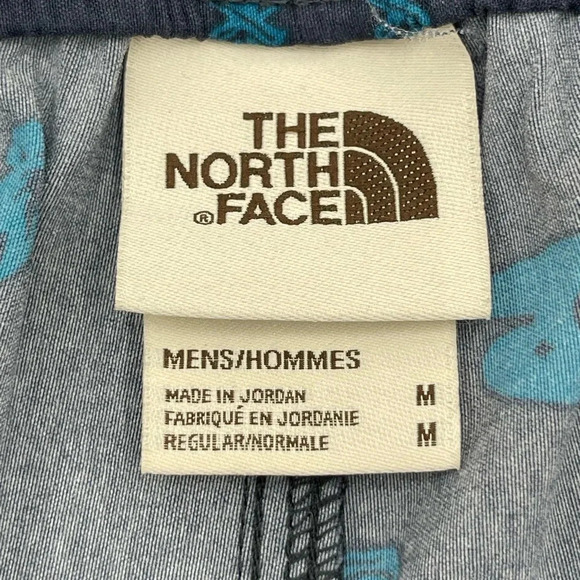 THE
NORTH
® FACE
MENS/HOMMES
MADE IN JORDAN M
FABRIQUÉ EN JORDANIE
REGULAR/NORMALE M